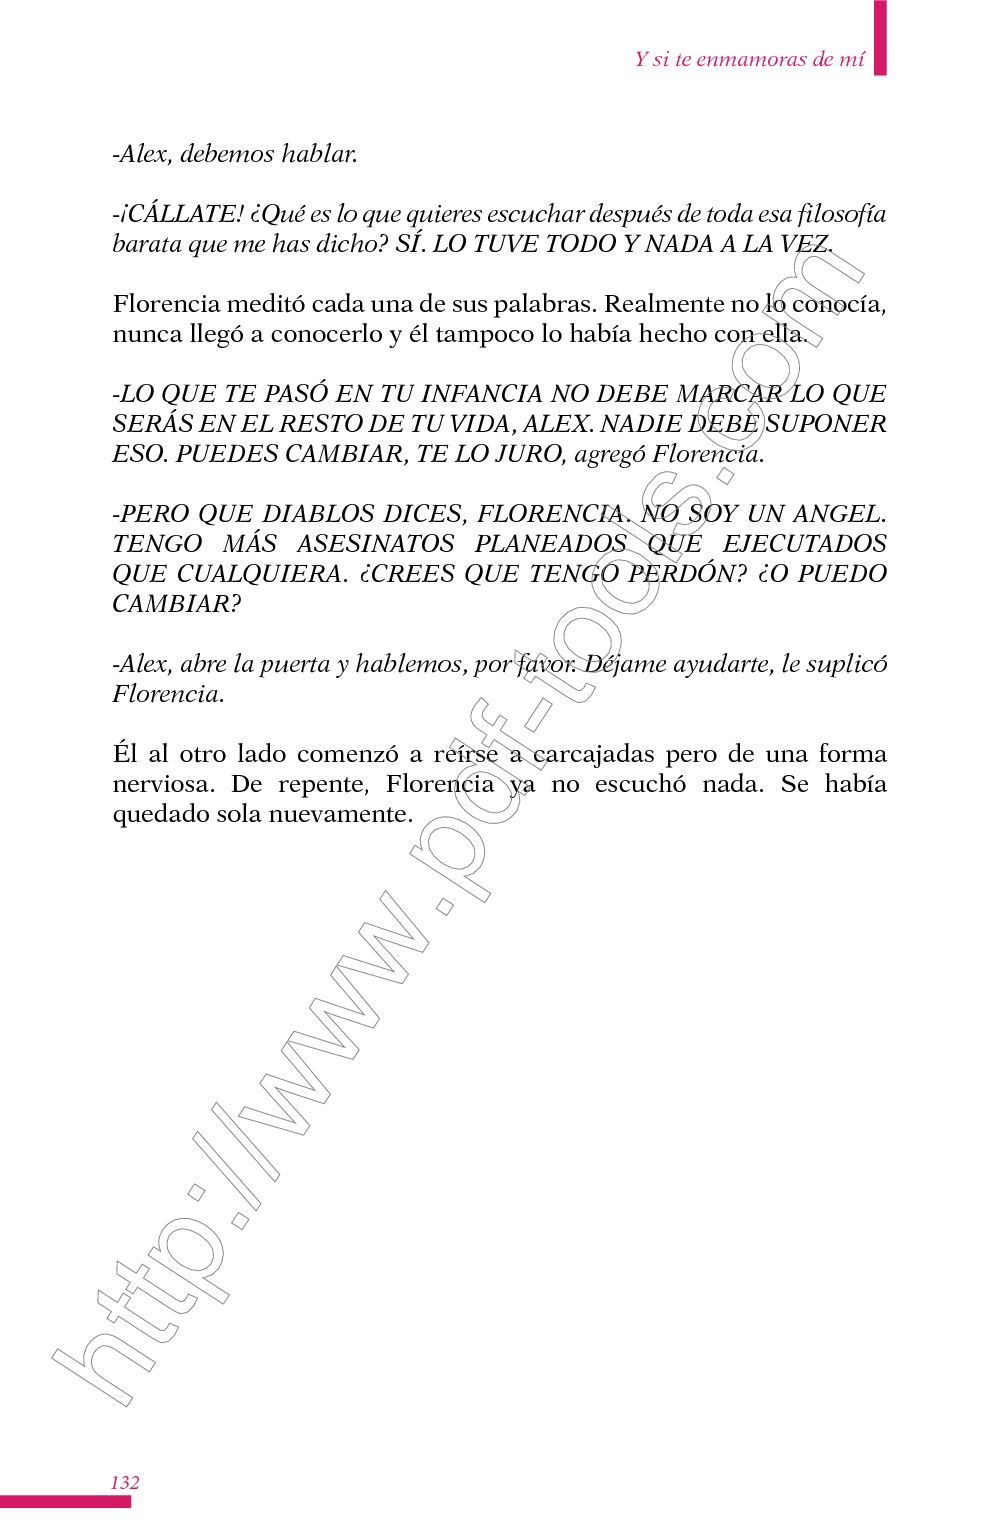 Y si te enmamoras de mí
-Alex, debemos hablar.
-¡CÁLLATE! ¿Qué es lo que quieres escuchar después de toda esa filosofía
barata que me has dicho? SÍ. LO TUVE TODO Y NADA A LA VEZ.
Florencia meditó cada una de sus palabras. Realmente no lo conocía,
nunca llegó a conocerlo y él tampoco lo había hecho con ella.
-LO QUE TE PASÓ EN TU INFANCIA NO DEBE MARCAR LO QUE
SERÁS EN EL RESTO DE TU VIDA, ALEX. NADIE DEBE SUPONER
ESO. PUEDES CAMBIAR, TE LO JURO, agregó Florencia.
-PERO QUE DIABLOS DICES, FLORENCIA. NO SOY UN ANGEL.
TENGO MÁS ASESINATOS PLANEADOS QUE EJECUTADOS
QUE CUALQUIERA. ¿CREES QUE TENGO PERDÓN? ¿O PUEDO
CAMBIAR?
-Alex, abre la puerta y hablemos, por favor. Déjame ayudarte, le suplicó
Florencia.
Él al otro lado comenzó a reírse a carcajadas pero de una forma
nerviosa. De repente, Florencia ya no escuchó nada. Se había
quedado sola nuevamente.
http://www.pdf-tools.com
132